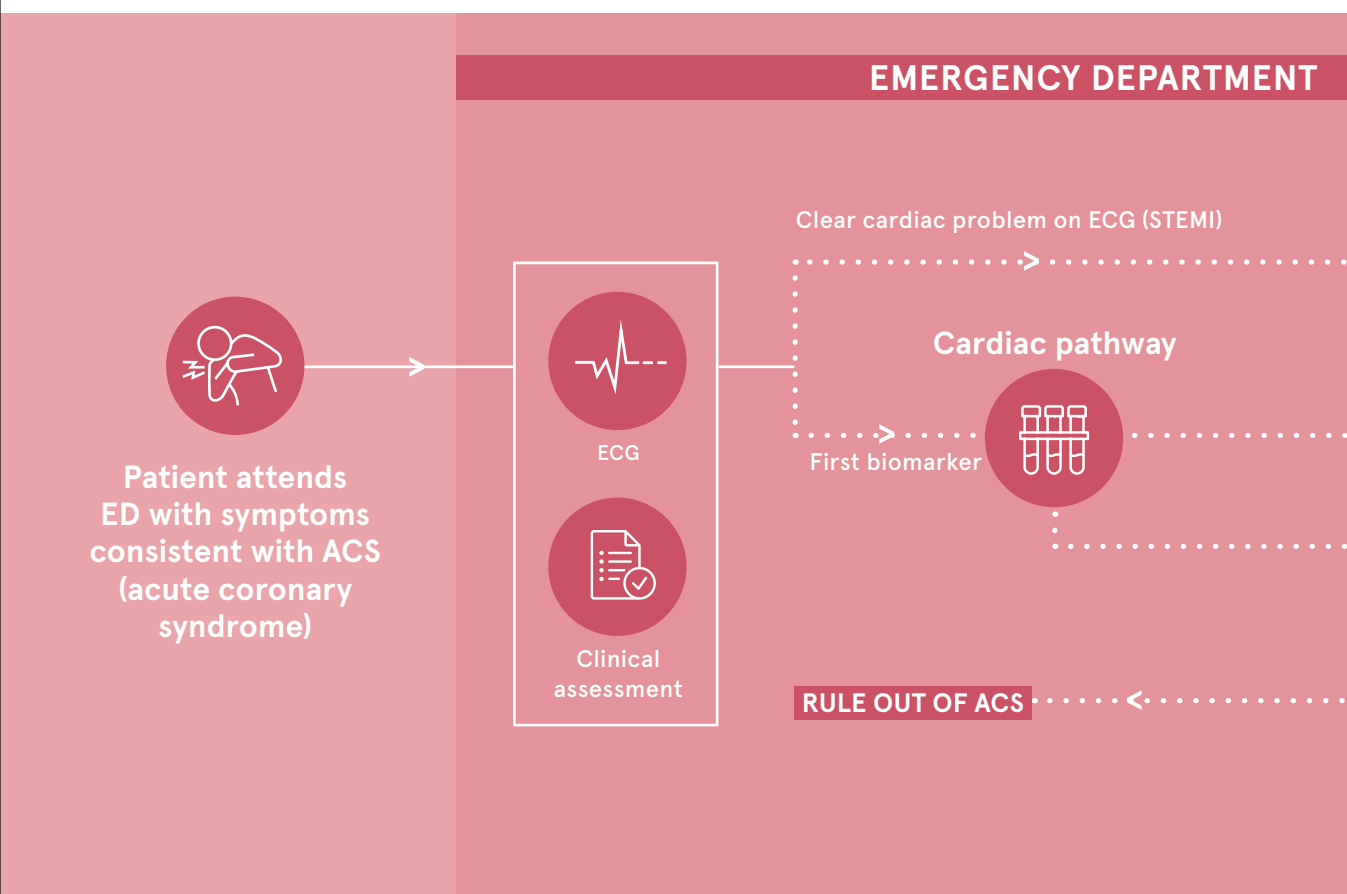 EMERGENCY DEPARTMENT
Patient attends
ED with symptoms
consistent with ACS
(acute coronary
syndrome)
ECG
Clinical
assessment
Clear cardiac problem on ECG (STEMI)
Cardiac pathway
First biomarker
RULE OUT OF ACS